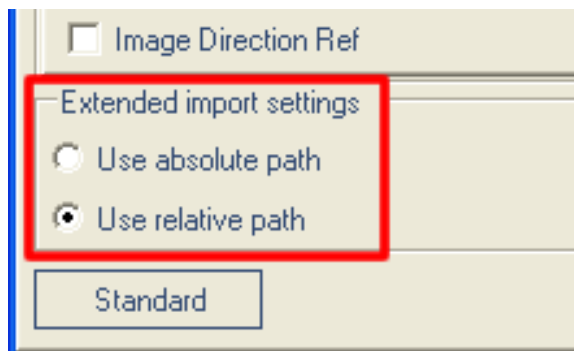 Image Direction Ref
Extended import settings
Use absolute path
Use relative path
Standard